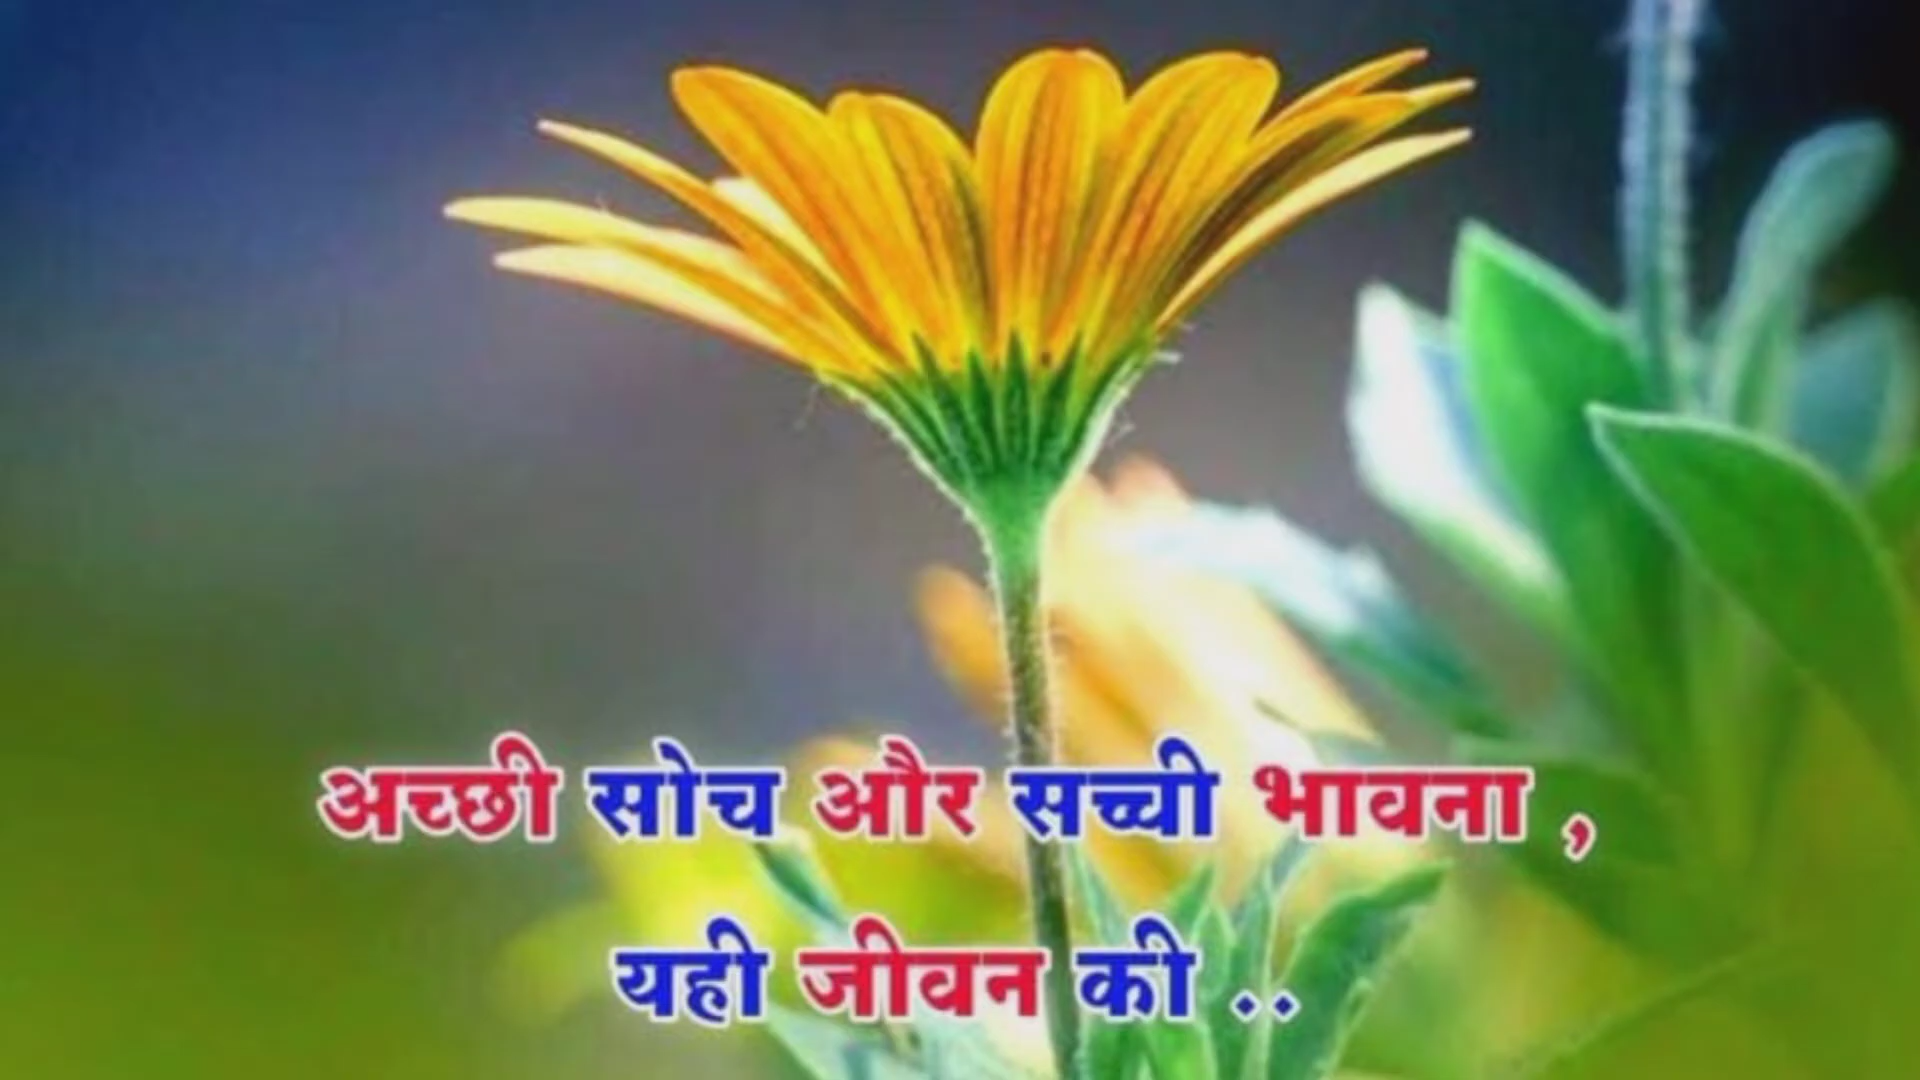 अच्छी सोच और सच्ची भावना ,
यही जीवन की ..